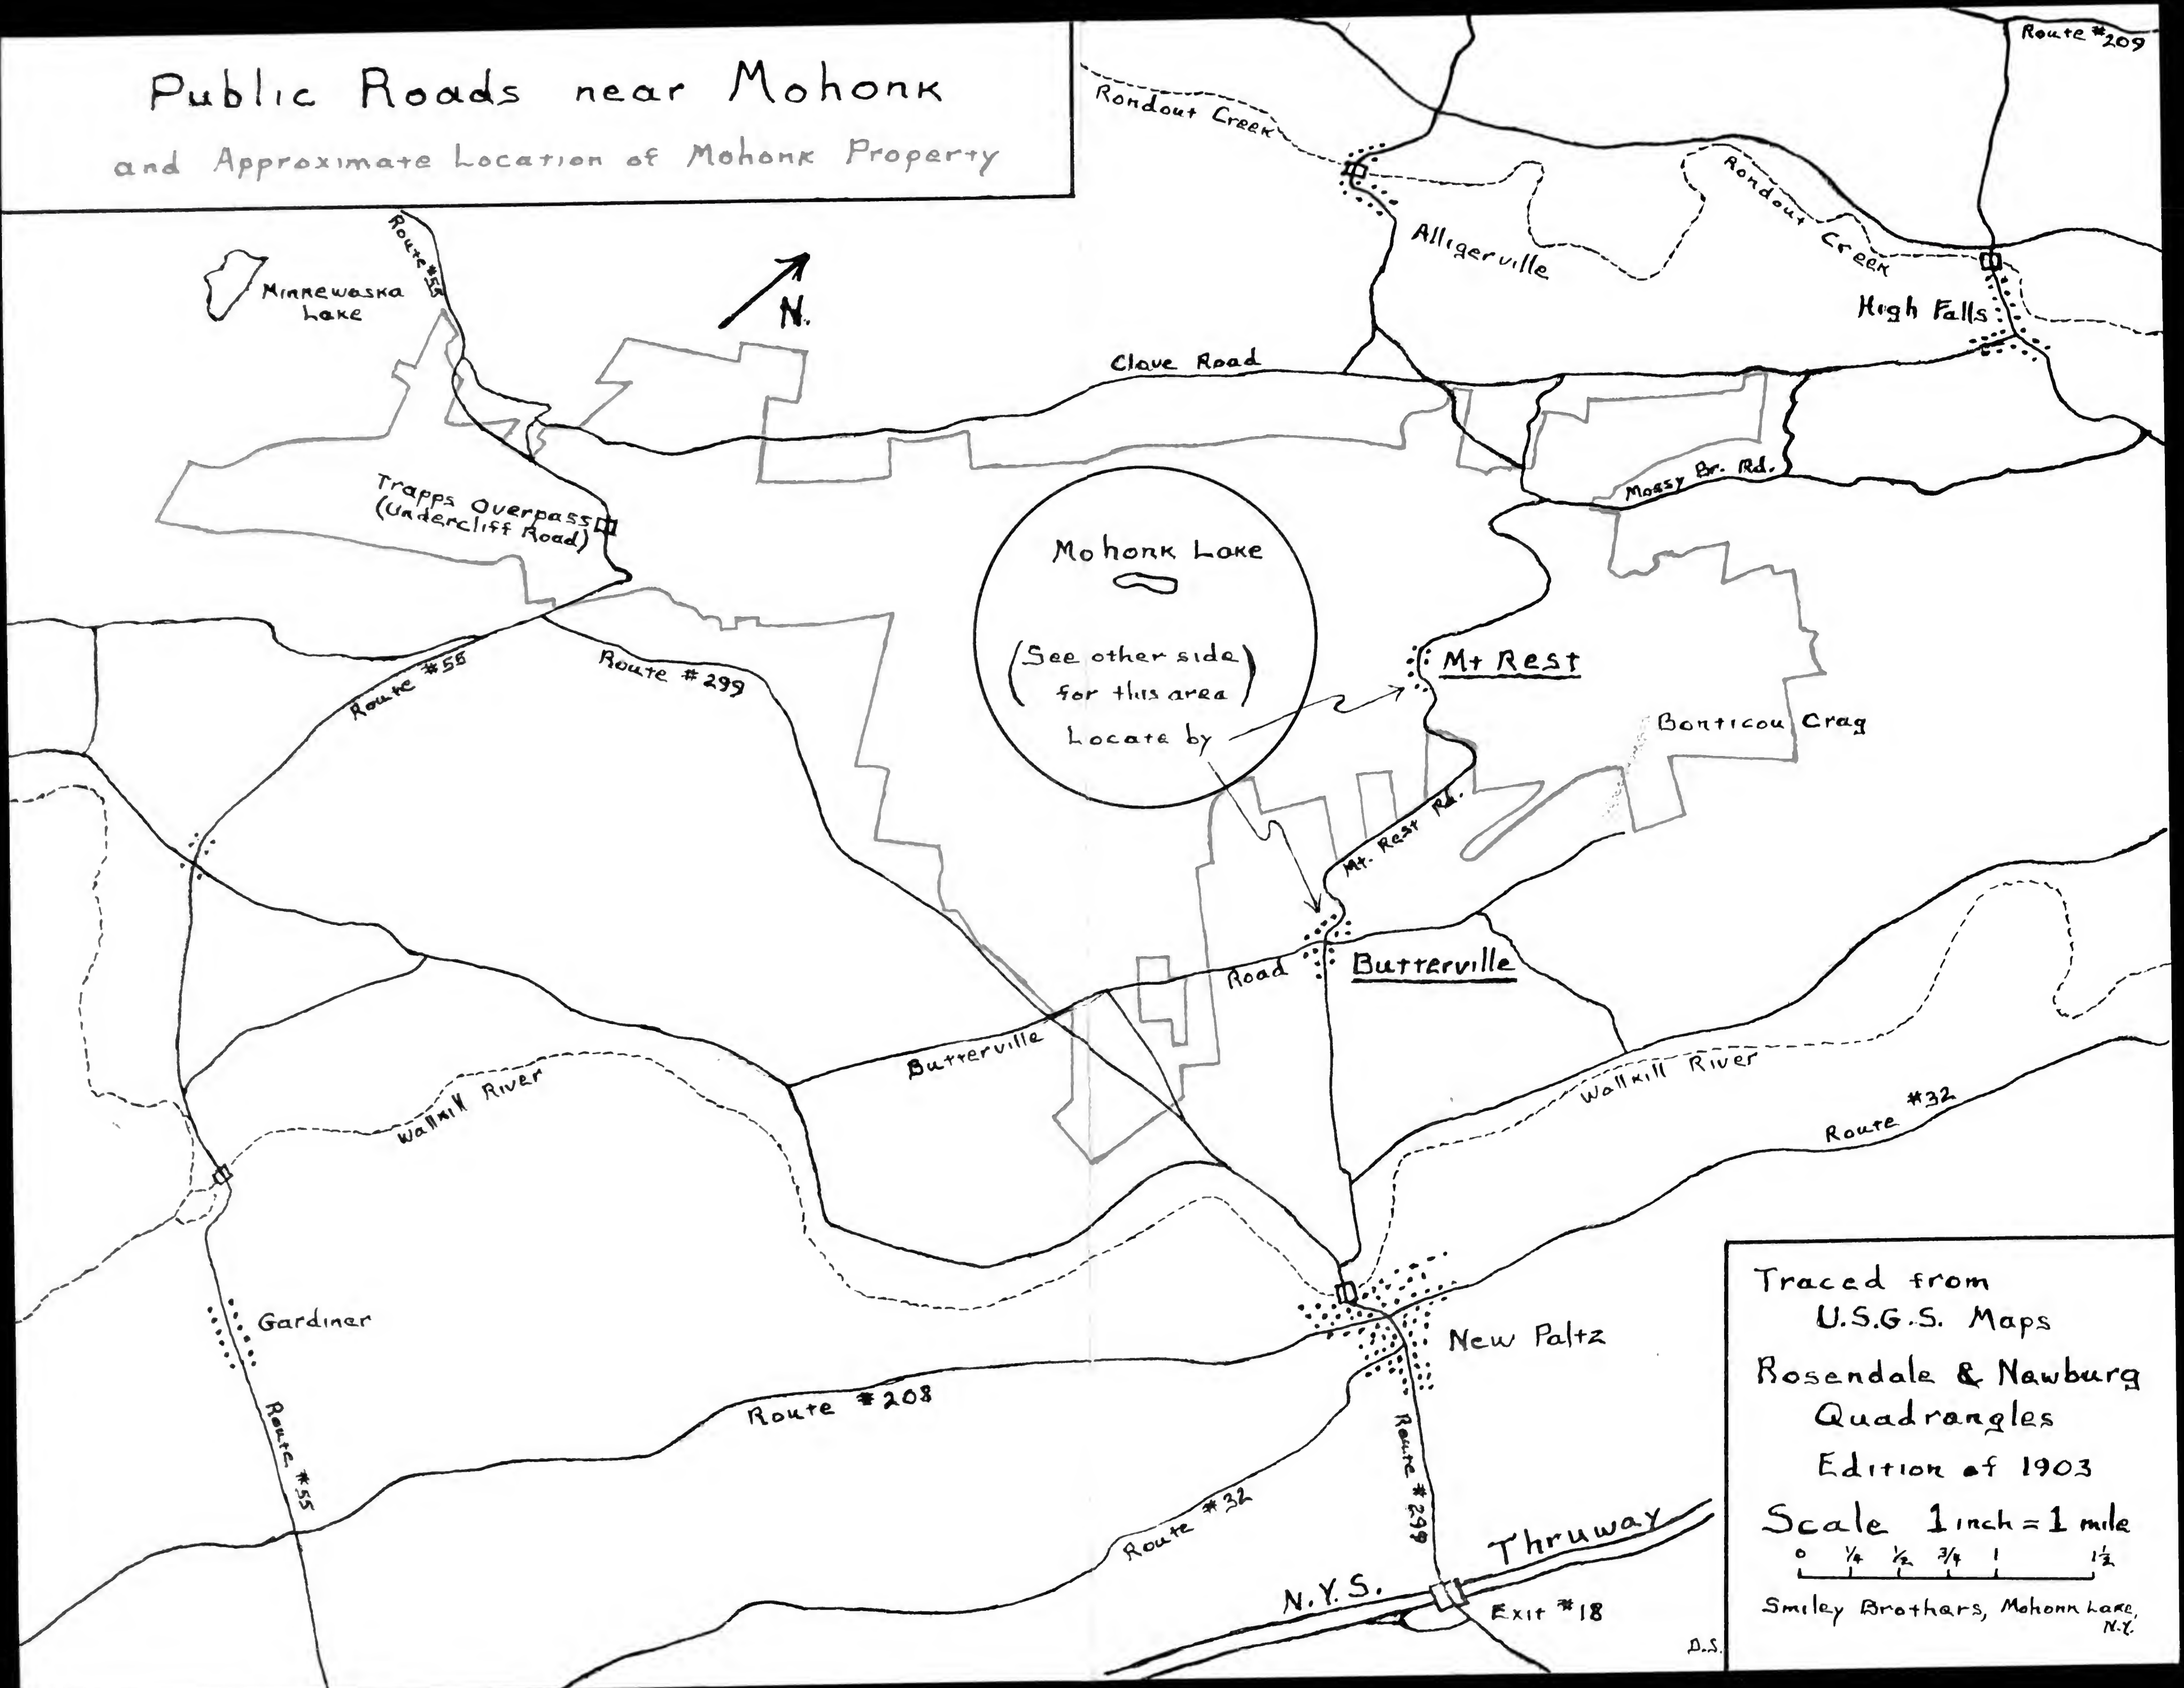 Public Roads near Mohonk
and Approximate Location of Mohonk Property
Route #209
Rondout Creek
Rondout Creek
Alligerville
High Falls
Route #55
Minnewaska
Lake
N.
Clove Road
Mossy Br. Rd.
Trapps Overpass
(Undercliff Road)
Mohonk Lake
(See other side
for this area)
Locate by
Mt Rest
Bonticou Crag
Route #55
Route #299
Mt. Rest Rd.
Butterville
Road
Butterville
Wallkill River
Wallkill River
Route #32
Gardiner
New Paltz
Route #208
Route #55
Route #32
Route #299
N.Y.S. Thruway
Exit #18
D.S.
Traced from
U.S.G.S. Maps
Rosendale & Newburg
Quadrangles
Edition of 1903
Scale 1 inch = 1 mile
0 1/4 1/2 3/4 1 1 1/2
Smiley Brothers, Mohonk Lake,
N.Y.